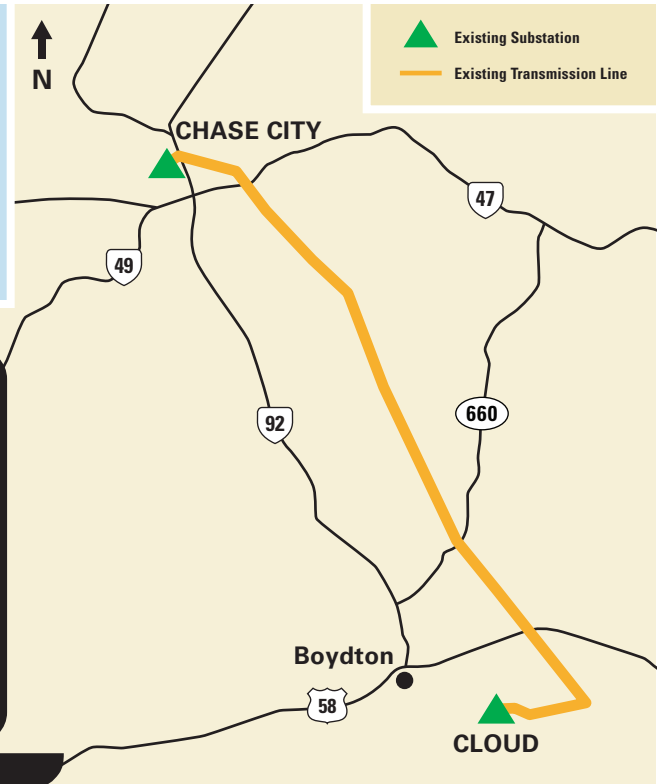 Existing Substation
Existing Transmission Line
N
CHASE CITY
47
49
660
92
Boydton
58
CLOUD